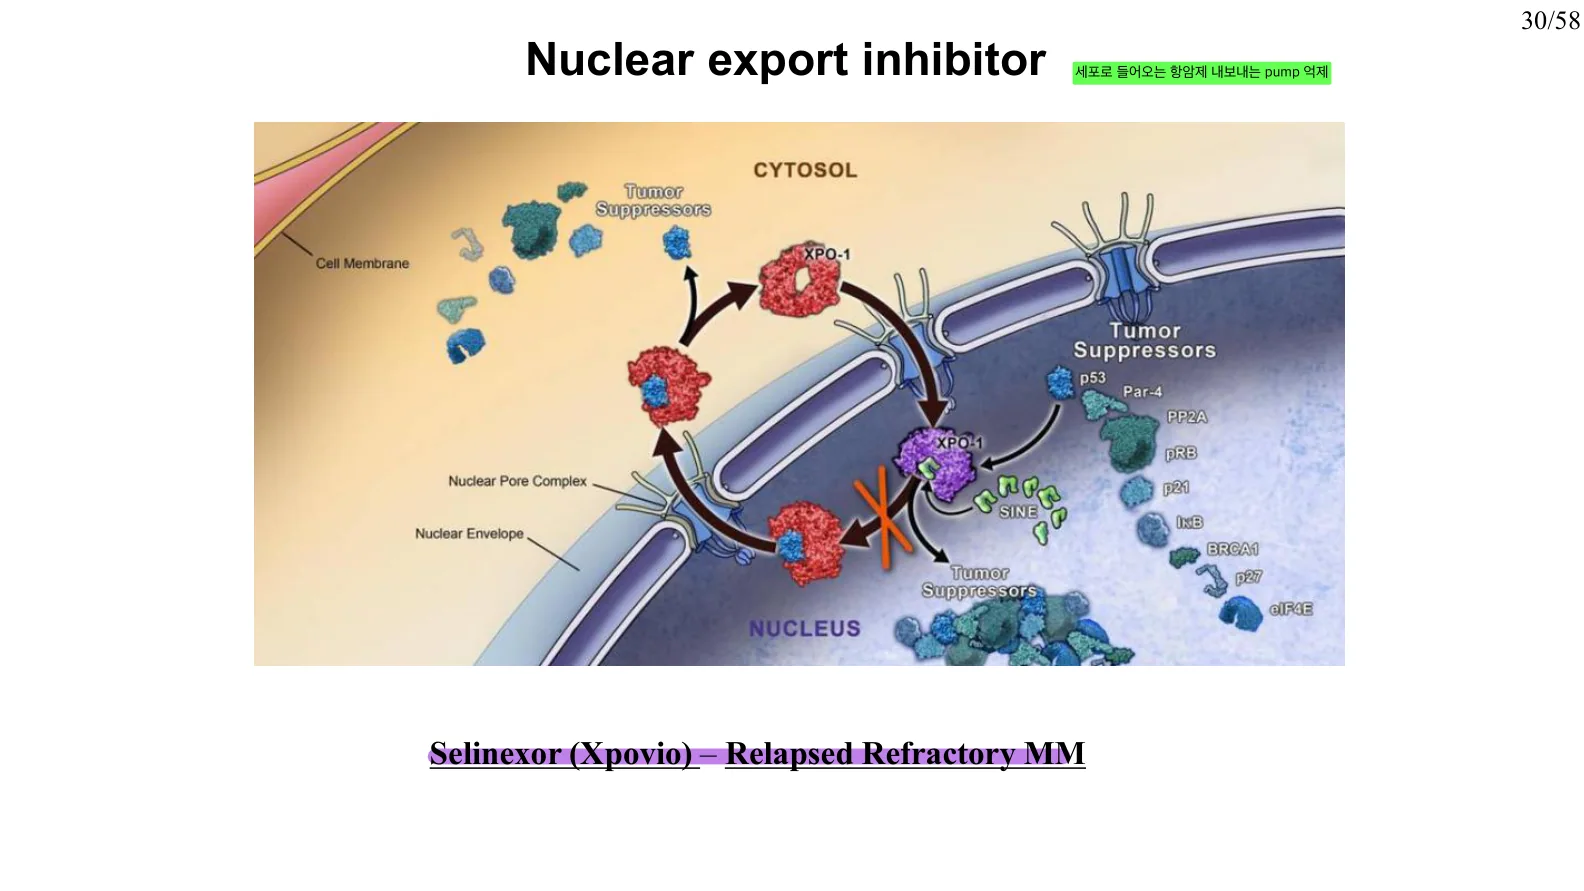 30/58
Nuclear export inhibitor
세포로 들어오는 항암제 내보내는 pump 억제
CYTOSOL
Tumor
Suppressors
XPO-1
Cell Membrane
Tumor
Suppressors
p53
Par-4
PP2A
XPO-1
pRB
Nuclear Pore Complex
p21
SINE
IκB
Nuclear Envelope
BRCA1
Tumor
Suppressors
p27
eIF4E
NUCLEUS
Selinexor (Xpovio) – Relapsed Refractory MM